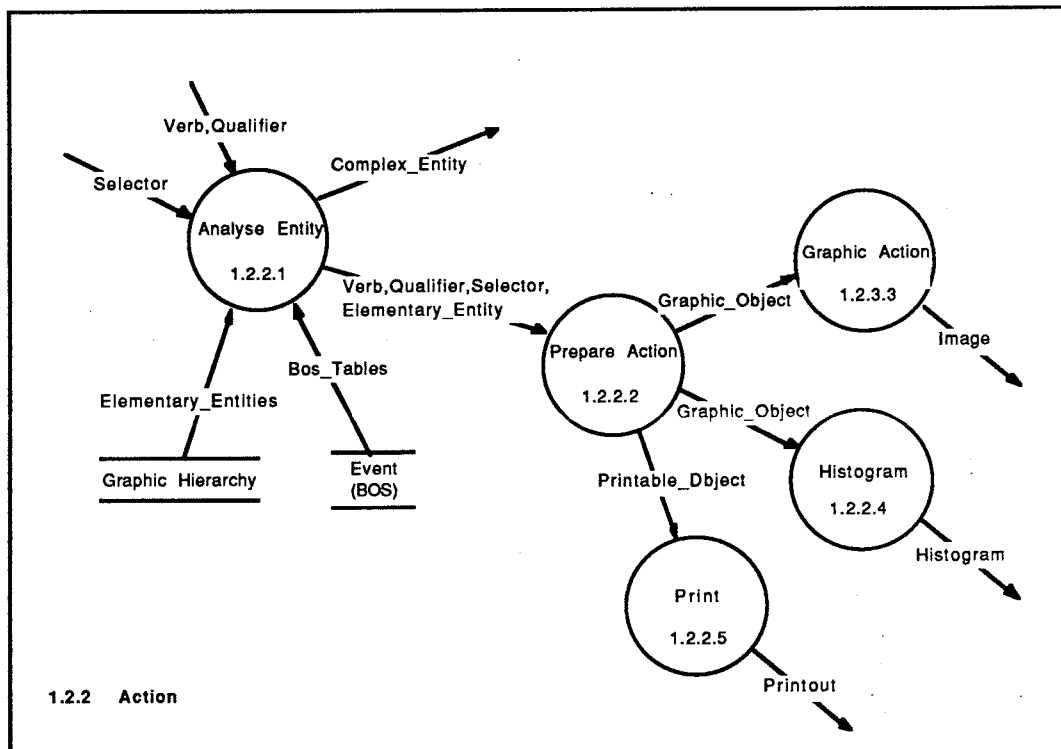 Verb,Qualifier
Selector
Complex_Entity
Analyse Entity
1.2.2.1
Verb,Qualifier,Selector,
Elementary_Entity
Graphic_Object
Graphic Action
1.2.3.3
Image
Prepare Action
1.2.2.2
Bos_Tables
Elementary_Entities
Graphic_Object
Graphic Hierarchy
Event
(BOS)
Printable_Dbject
Histogram
1.2.2.4
Histogram
Print
1.2.2.5
Printout
1.2.2 Action